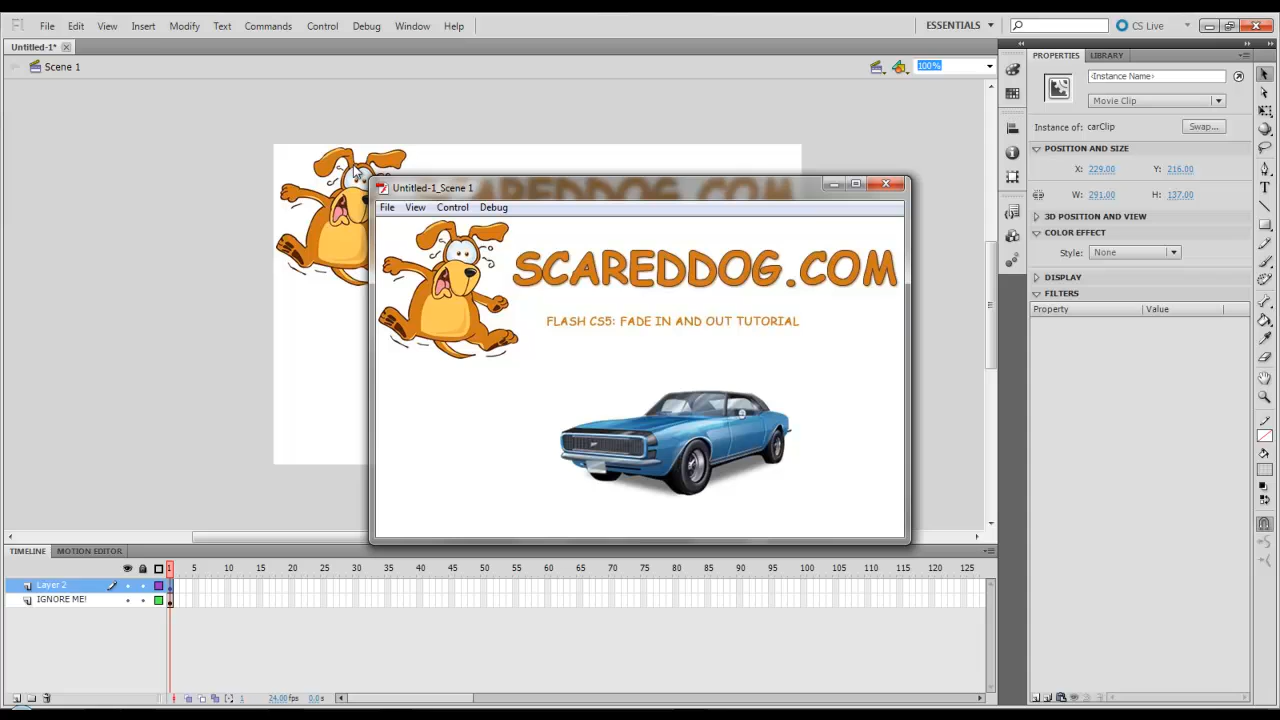 Fl File Edit View Insert Modify Text Commands Control Debug Window Help ESSENTIALS CS Live
Untitled-1*
Scene 1 100%
PROPERTIES LIBRARY
<Instance Name>
Movie Clip
Instance of: carClip Swap...
POSITION AND SIZE
X: 229.00 Y: 216.00
W: 291.00 H: 137.00
3D POSITION AND VIEW
COLOR EFFECT
Style: None
DISPLAY
FILTERS
Property Value
SCAREDDOG.COM
Untitled-1_Scene 1
File View Control Debug
SCAREDDOG.COM
FLASH CS5: FADE IN AND OUT TUTORIAL
TIMELINE MOTION EDITOR
1 5 10 15 20 25 30 35 40 45 50 55 60 65 70 75 80 85 90 95 100 105 110 115 120 125
Layer 2
IGNORE ME!
1 24.00 fps 0.0 s